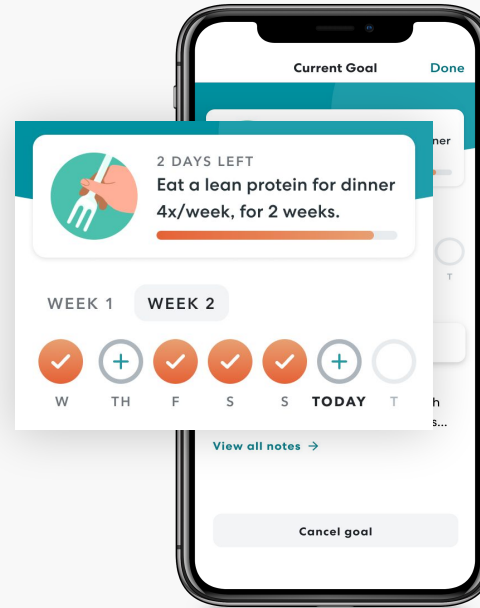 Current Goal
Done
ner
2 DAYS LEFT
Eat a lean protein for dinner
4x/week, for 2 weeks.
WEEK 1
WEEK 2
W
TH
F
S
S
TODAY
T
T
h
s...
View all notes →
Cancel goal